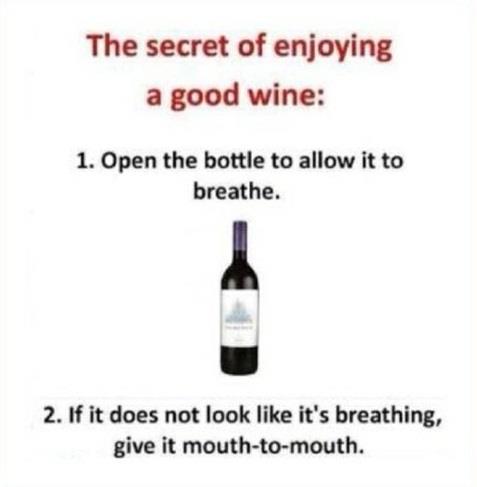 The secret of enjoying
a good wine:
1. Open the bottle to allow it to
breathe.
2. If it does not look like it's breathing,
give it mouth-to-mouth.